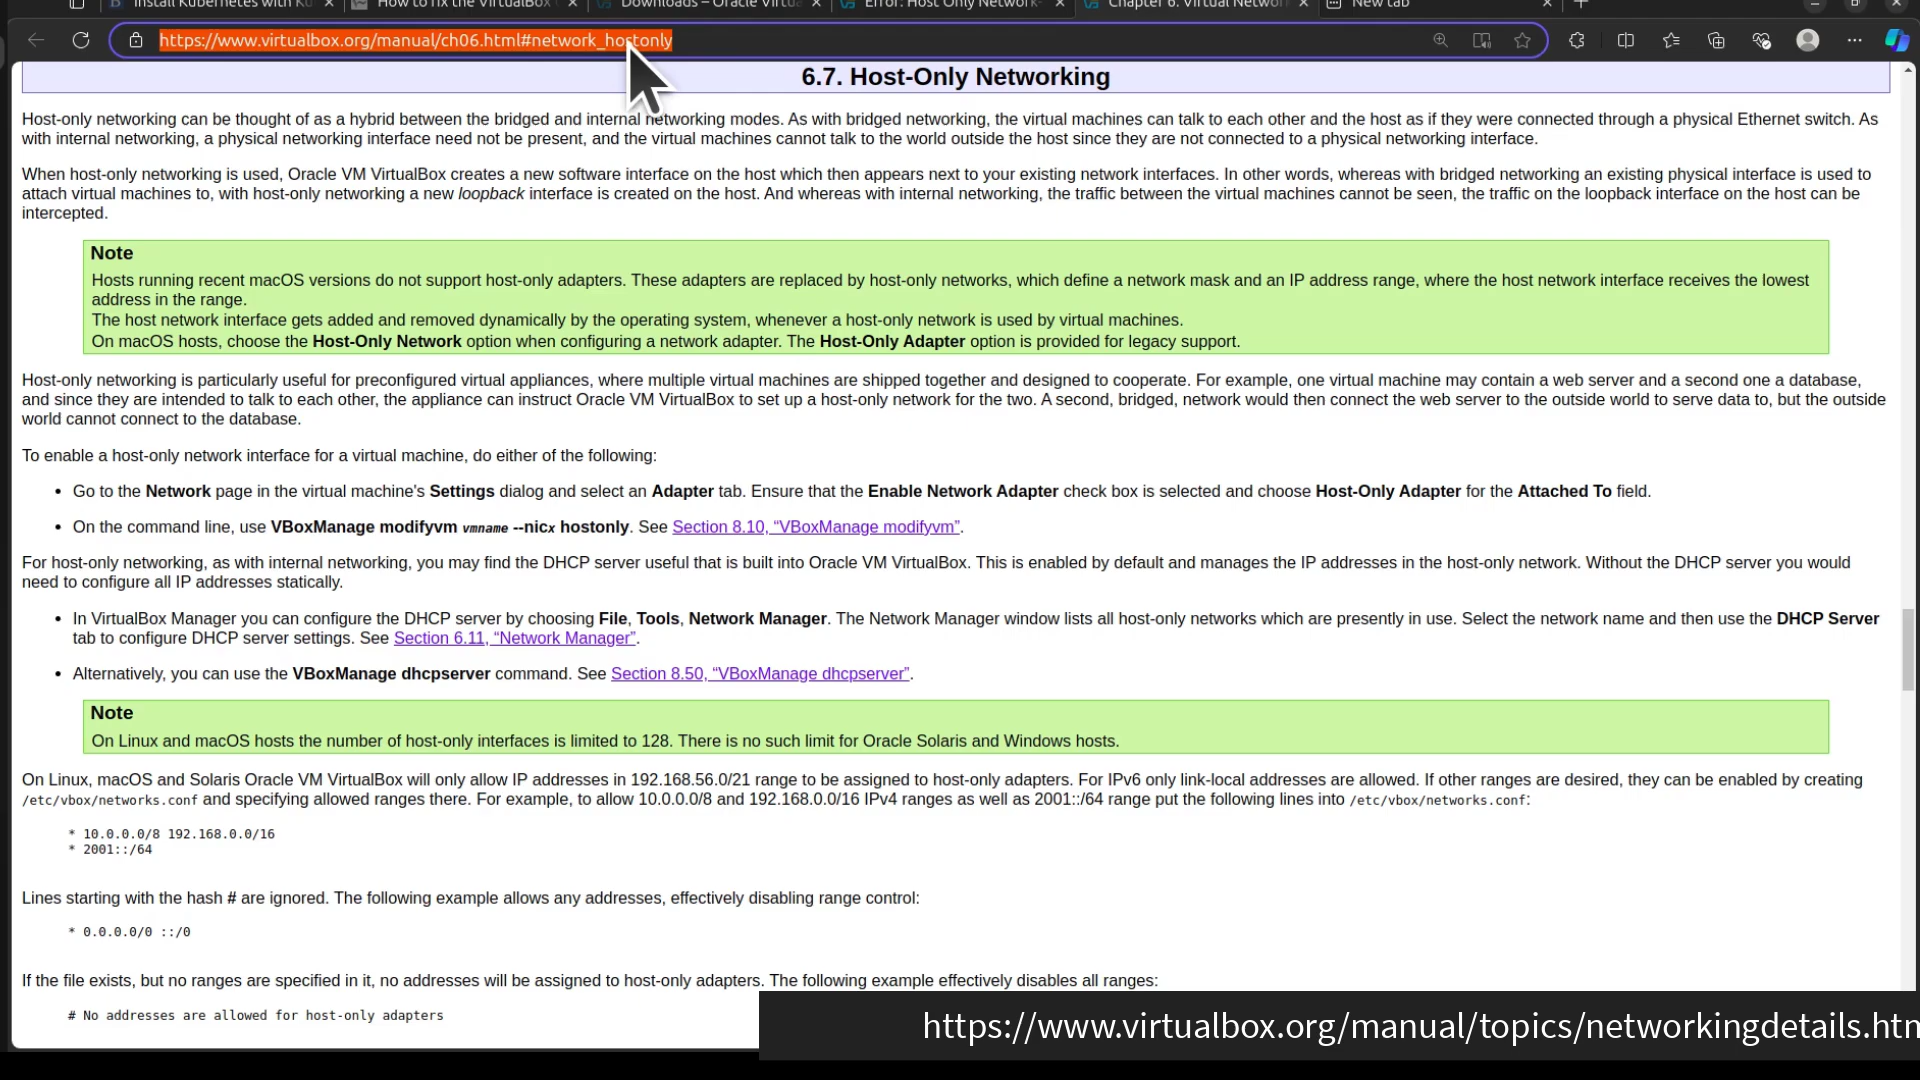 Install Kubernetes with Ku
How to fix the VirtualBox
Downloads – Oracle Virtua
Error: Host Only Network
Chapter 6. Virtual Networ
New tab
https://www.virtualbox.org/manual/ch06.html#network_hostonly
6.7. Host-Only Networking
Host-only networking can be thought of as a hybrid between the bridged and internal networking modes. As with bridged networking, the virtual machines can talk to each other and the host as if they were connected through a physical Ethernet switch. As
with internal networking, a physical networking interface need not be present, and the virtual machines cannot talk to the world outside the host since they are not connected to a physical networking interface.
When host-only networking is used, Oracle VM VirtualBox creates a new software interface on the host which then appears next to your existing network interfaces. In other words, whereas with bridged networking an existing physical interface is used to
attach virtual machines to, with host-only networking a new loopback interface is created on the host. And whereas with internal networking, the traffic between the virtual machines cannot be seen, the traffic on the loopback interface on the host can be
intercepted.
Note
Hosts running recent macOS versions do not support host-only adapters. These adapters are replaced by host-only networks, which define a network mask and an IP address range, where the host network interface receives the lowest
address in the range.
The host network interface gets added and removed dynamically by the operating system, whenever a host-only network is used by virtual machines.
On macOS hosts, choose the Host-Only Network option when configuring a network adapter. The Host-Only Adapter option is provided for legacy support.
Host-only networking is particularly useful for preconfigured virtual appliances, where multiple virtual machines are shipped together and designed to cooperate. For example, one virtual machine may contain a web server and a second one a database,
and since they are intended to talk to each other, the appliance can instruct Oracle VM VirtualBox to set up a host-only network for the two. A second, bridged, network would then connect the web server to the outside world to serve data to, but the outside
world cannot connect to the database.
To enable a host-only network interface for a virtual machine, do either of the following:
• Go to the Network page in the virtual machine's Settings dialog and select an Adapter tab. Ensure that the Enable Network Adapter check box is selected and choose Host-Only Adapter for the Attached To field.
• On the command line, use VBoxManage modifyvm vmname --nicx hostonly. See Section 8.10, “VBoxManage modifyvm”.
For host-only networking, as with internal networking, you may find the DHCP server useful that is built into Oracle VM VirtualBox. This is enabled by default and manages the IP addresses in the host-only network. Without the DHCP server you would
need to configure all IP addresses statically.
• In VirtualBox Manager you can configure the DHCP server by choosing File, Tools, Network Manager. The Network Manager window lists all host-only networks which are presently in use. Select the network name and then use the DHCP Server
tab to configure DHCP server settings. See Section 6.11, “Network Manager”.
• Alternatively, you can use the VBoxManage dhcpserver command. See Section 8.50, “VBoxManage dhcpserver”.
Note
On Linux and macOS hosts the number of host-only interfaces is limited to 128. There is no such limit for Oracle Solaris and Windows hosts.
On Linux, macOS and Solaris Oracle VM VirtualBox will only allow IP addresses in 192.168.56.0/21 range to be assigned to host-only adapters. For IPv6 only link-local addresses are allowed. If other ranges are desired, they can be enabled by creating
/etc/vbox/networks.conf and specifying allowed ranges there. For example, to allow 10.0.0.0/8 and 192.168.0.0/16 IPv4 ranges as well as 2001::/64 range put the following lines into /etc/vbox/networks.conf:
* 10.0.0.0/8 192.168.0.0/16
* 2001::/64
Lines starting with the hash # are ignored. The following example allows any addresses, effectively disabling range control:
* 0.0.0.0/0 ::/0
If the file exists, but no ranges are specified in it, no addresses will be assigned to host-only adapters. The following example effectively disables all ranges:
# No addresses are allowed for host-only adapters
https://www.virtualbox.org/manual/topics/networkingdetails.htm